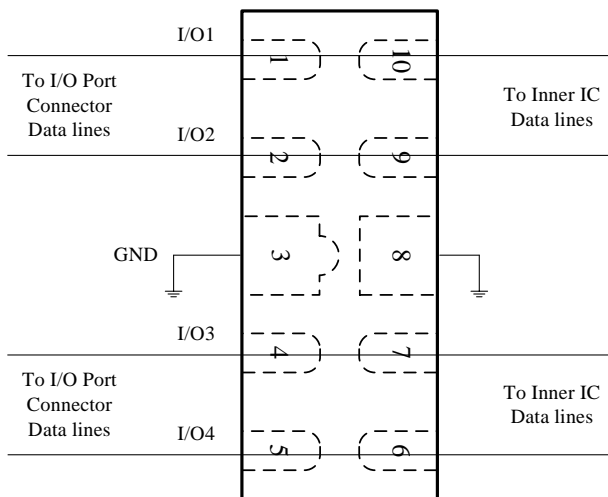 I/O1
1
10
To I/O Port
Connector
Data lines
To Inner IC
Data lines
I/O2
2
9
GND
3
8
I/O3
4
7
To I/O Port
Connector
Data lines
To Inner IC
Data lines
I/O4
5
6